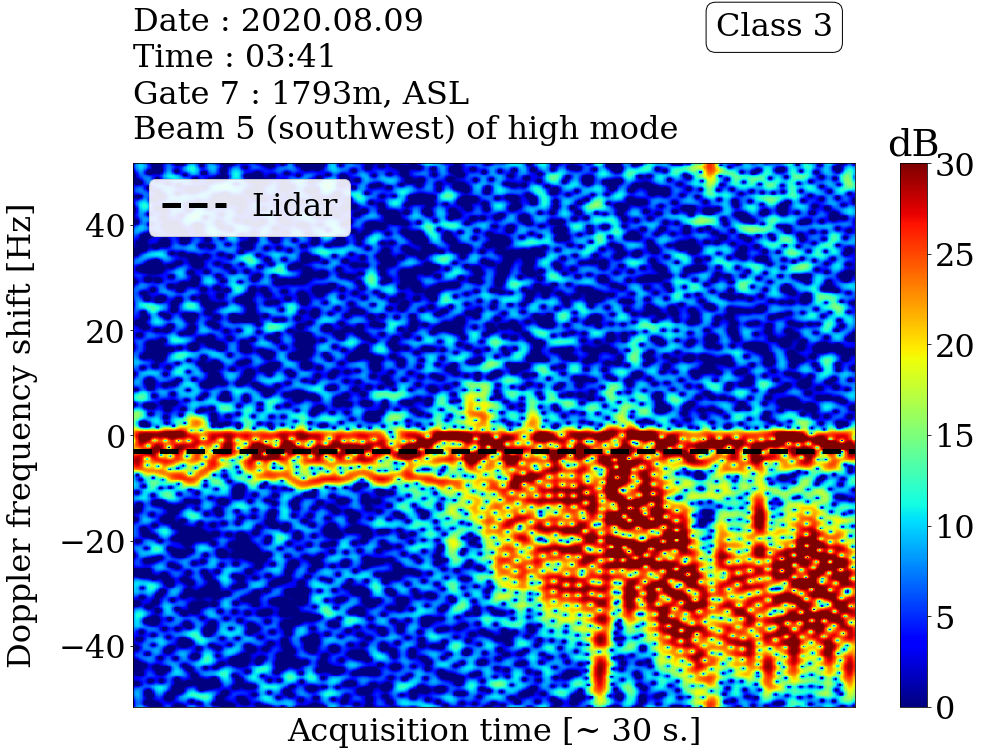 Date : 2020.08.09
Time : 03:41
Gate 7 : 1793m, ASL
Beam 5 (southwest) of high mode
Class 3
dB
Lidar
Doppler frequency shift [Hz]
40
20
0
−20
−40
30
25
20
15
10
5
0
Acquisition time [~ 30 s.]